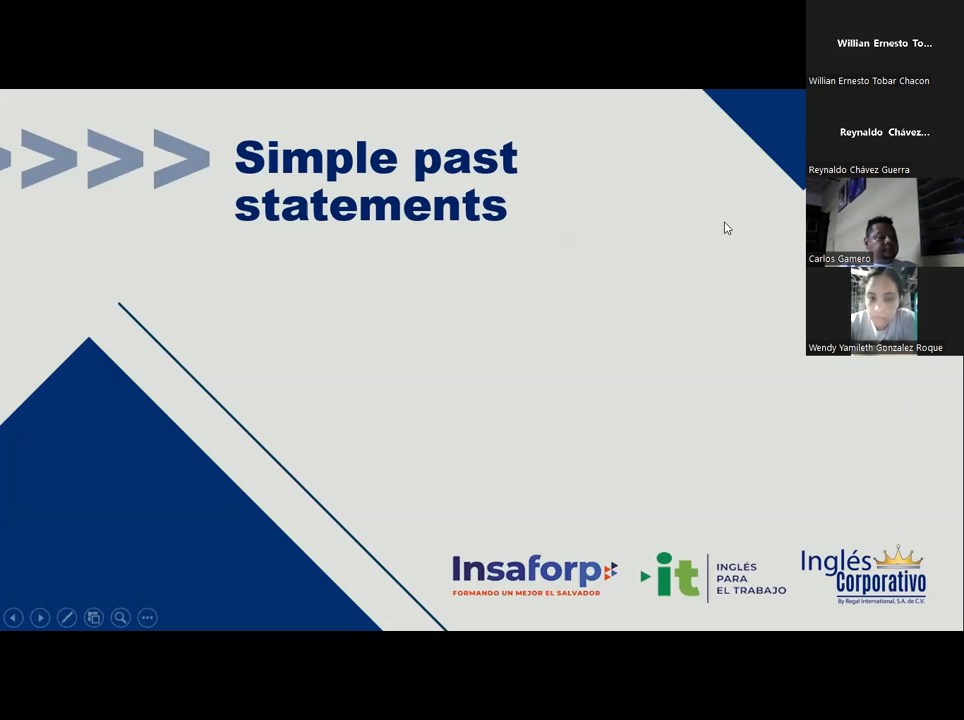 Willian Ernesto To...
Willian Ernesto Tobar Chacon
Reynaldo Chávez...
Reynaldo Chávez Guerra
Carlos Gamero
Wendy Yamileth Gonzalez Roque
Simple past
statements
Insaforp
FORMANDO UN MEJOR EL SALVADOR
it
INGLÉS
PARA
EL TRABAJO
Inglés
Corporativo
By Regal International, S.A. de C.V.